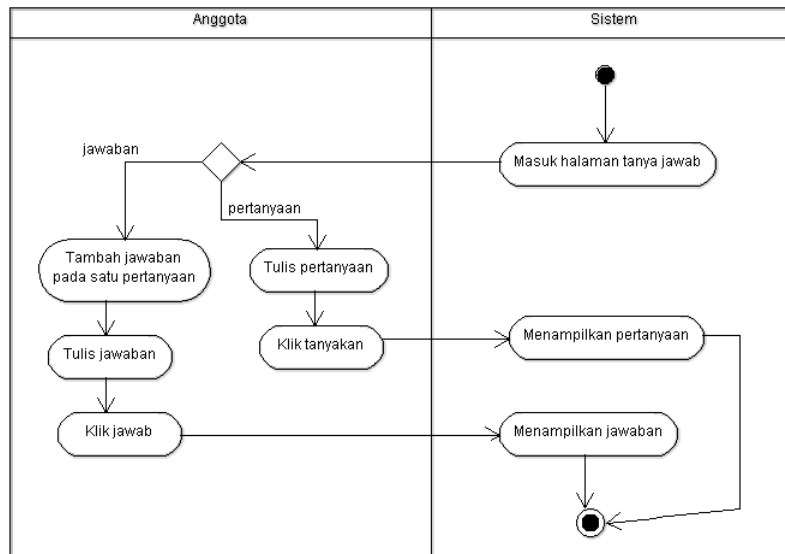 Anggota
Sistem
Masuk halaman tanya jawab
jawaban
pertanyaan
Tambah jawaban
pada satu pertanyaan
Tulis pertanyaan
Tulis jawaban
Klik tanyakan
Menampilkan pertanyaan
Klik jawab
Menampilkan jawaban